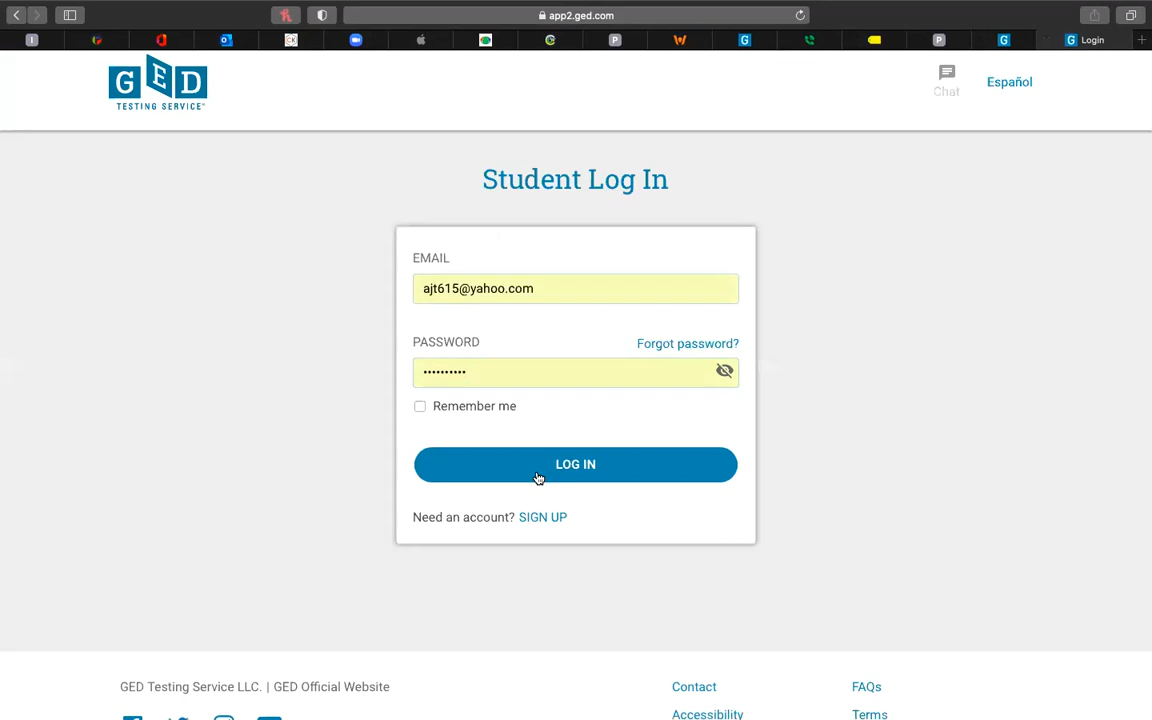 app2.ged.com
Login
GED
TESTING SERVICE
Chat
Español
Student Log In
EMAIL
ajt615@yahoo.com
PASSWORD
Forgot password?
••••••••••
Remember me
LOG IN
Need an account? SIGN UP
GED Testing Service LLC. | GED Official Website
Contact
FAQs
Accessibility
Terms